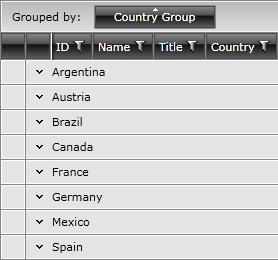 Grouped by: Country Group
ID Name Title Country
Argentina
Austria
Brazil
Canada
France
Germany
Mexico
Spain